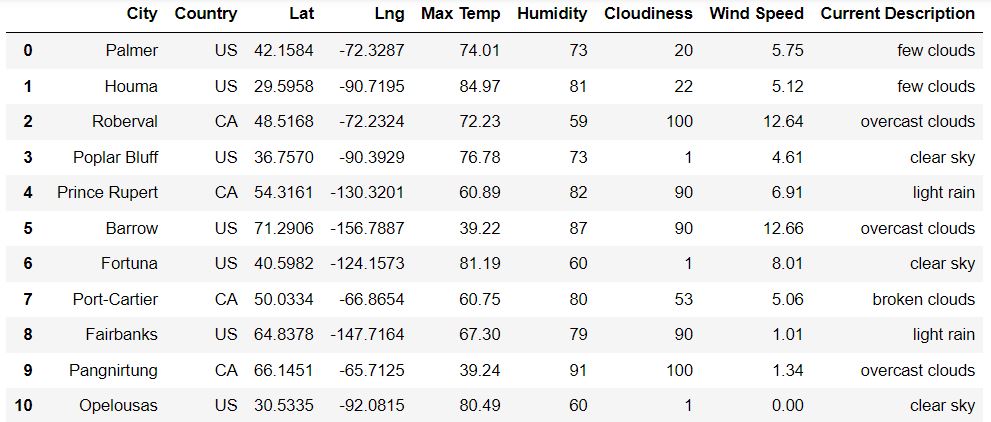 City Country Lat Lng Max Temp Humidity Cloudiness Wind Speed Current Description
0 Palmer US 42.1584 -72.3287 74.01 73 20 5.75 few clouds
1 Houma US 29.5958 -90.7195 84.97 81 22 5.12 few clouds
2 Roberval CA 48.5168 -72.2324 72.23 59 100 12.64 overcast clouds
3 Poplar Bluff US 36.7570 -90.3929 76.78 73 1 4.61 clear sky
4 Prince Rupert CA 54.3161 -130.3201 60.89 82 90 6.91 light rain
5 Barrow US 71.2906 -156.7887 39.22 87 90 12.66 overcast clouds
6 Fortuna US 40.5982 -124.1573 81.19 60 1 8.01 clear sky
7 Port-Cartier CA 50.0334 -66.8654 60.75 80 53 5.06 broken clouds
8 Fairbanks US 64.8378 -147.7164 67.30 79 90 1.01 light rain
9 Pangnirtung CA 66.1451 -65.7125 39.24 91 100 1.34 overcast clouds
10 Opelousas US 30.5335 -92.0815 80.49 60 1 0.00 clear sky